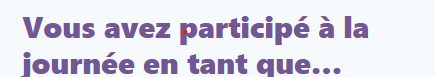 Vous avez participé à la
journée en tant que...